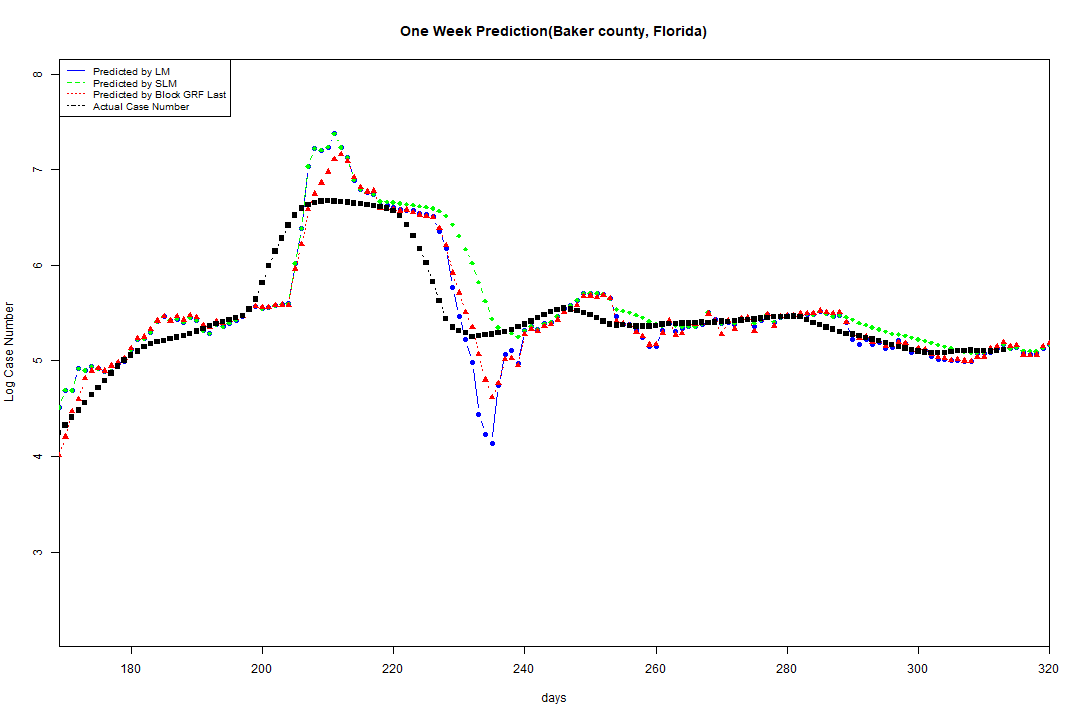 One Week Prediction(Baker county, Florida)
Predicted by LM
Predicted by SLM
Predicted by Block GRF Last
Actual Case Number
8
7
6
5
4
3
Log Case Number
180 200 220 240 260 280 300 320
days